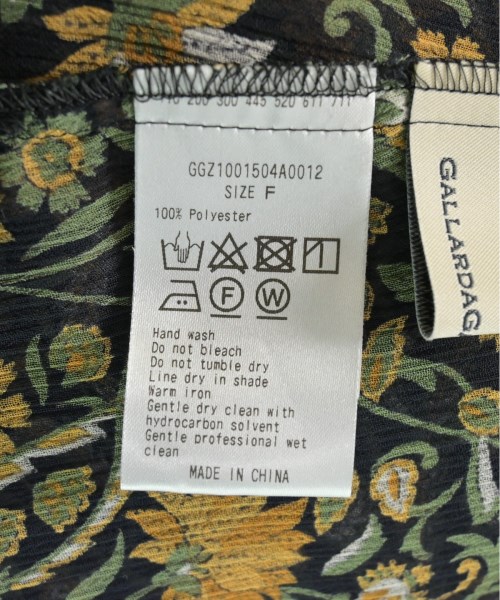 GGZ1001504A0012
SIZE F
100% Polyester
F
W
Hand wash
Do not bleach
Do not tumble dry
Line dry in shade
Warm iron
Gentle dry clean with
hydrocarbon solvent
Gentle professional wet
clean
MADE IN CHINA
GALLARDAG